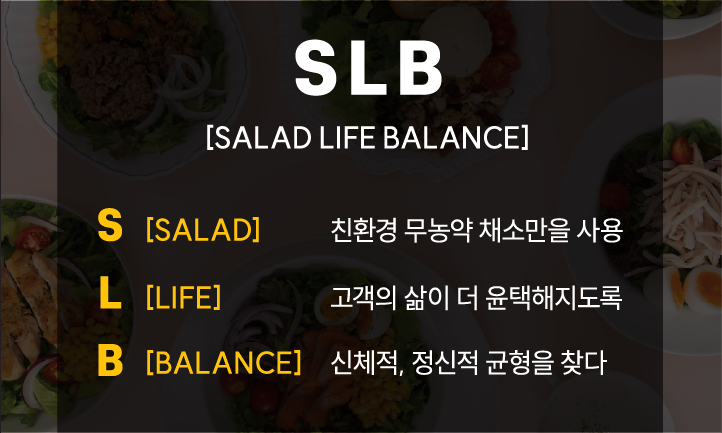 SLB
[SALAD LIFE BALANCE]
S [SALAD] 친환경 무농약 채소만을 사용
L [LIFE] 고객의 삶이 더 윤택해지도록
B [BALANCE] 신체적, 정신적 균형을 찾다